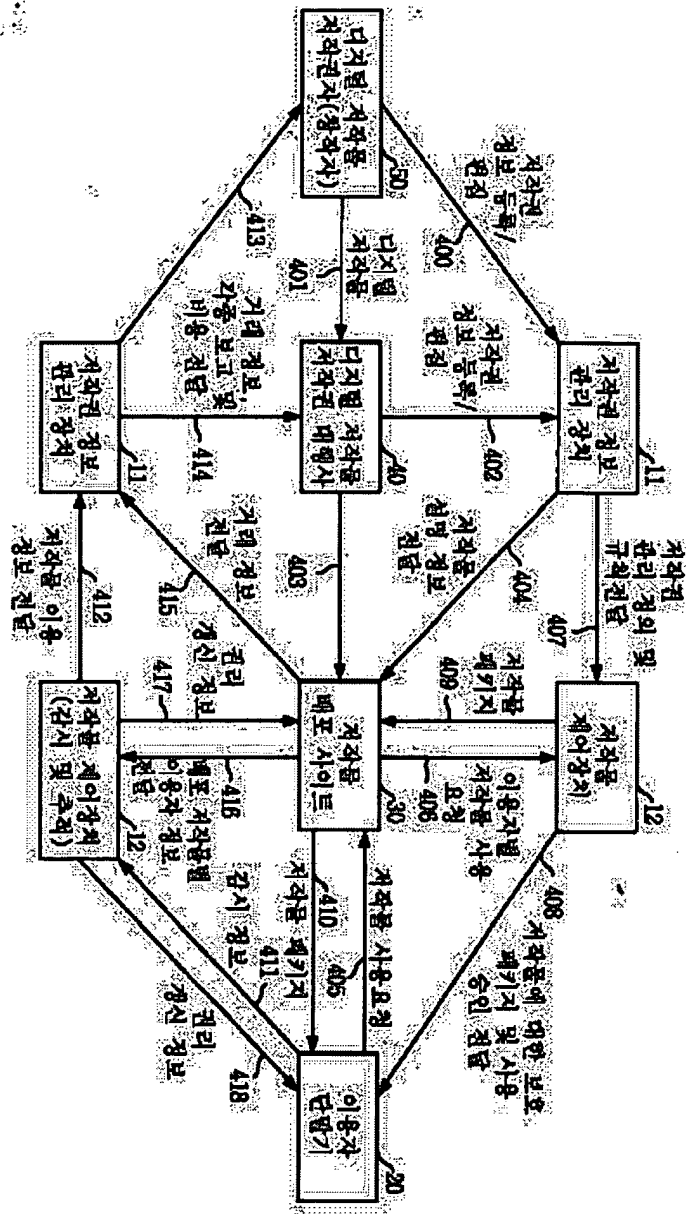 디지털 저작물
저작권자(창작자)
50
저작권
정보 등록/
편집
400
디지털
저작물
401
413
저작권 정보
관리 장치
11
저작권
정보 등록/
편집
402
디지털 저작물
저작권 대행사
40
거래 정보,
자동 보고 및
비용 전달
414
저작권 정보
관리 장치
11
저작권
권리 정의 및
규칙전달
407
저작물
설명 정보
전달
404
403
거래 정보
전달
415
저작물 이용
정보 전달
412
저작물
제어장치
12
저작물
패키지
409
이용자별
저작물 사용
요청
406
저작물
배포 사이트
30
권리
갱신 정보
417
배포 저작물별
이용자 정보
전달
416
저작물 제어장치
(감시 및 추적)
12
408
저작물에 대한 보호
패키지 및 사용
승인 전달
저작물 사용요청
405
410
저작물 패키지
감시 정보
411
권리
갱신 정보
418
이용자
단말기
20